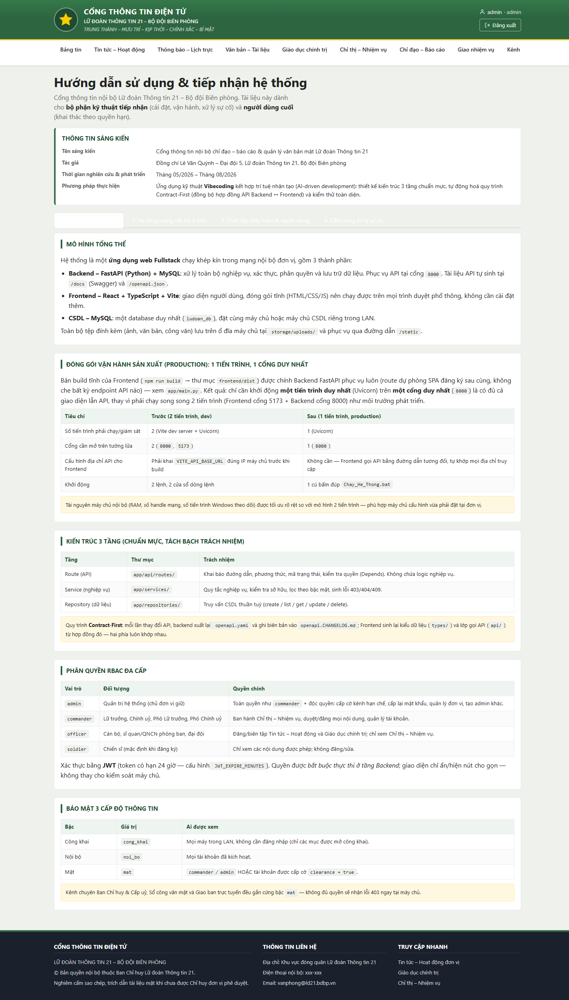 CỔNG THÔNG TIN ĐIỆN TỬ
LỮ ĐOÀN THÔNG TIN 21 – BỘ ĐỘI BIÊN PHÒNG
TRUNG THÀNH – MƯU TRÍ – KỊP THỜI – CHÍNH XÁC – BÍ MẬT
admin · admin
Đăng xuất
Bảng tin Tin tức – Hoạt động Thông báo – Lịch trực Văn bản – Tài liệu Giáo dục chính trị Chỉ thị – Nhiệm vụ Chỉ đạo – Báo cáo Giao nhiệm vụ Kênh
Hướng dẫn sử dụng & tiếp nhận hệ thống
Cổng thông tin nội bộ Lữ đoàn Thông tin 21 – Bộ đội Biên phòng. Tài liệu này dành
cho bộ phận kỹ thuật tiếp nhận (cài đặt, vận hành, xử lý sự cố) và người dùng cuối
(khai thác theo quyền hạn).
THÔNG TIN SÁNG KIẾN
Tên sáng kiến Cổng thông tin nội bộ chỉ đạo – báo cáo & quản lý văn bản mật Lữ đoàn Thông tin 21
Tác giả Đồng chí Lê Văn Quỳnh – Đại đội 5, Lữ đoàn Thông tin 21, Bộ đội Biên phòng
Thời gian nghiên cứu & phát triển Tháng 05/2026 – Tháng 08/2026
Phương pháp thực hiện Ứng dụng kỹ thuật Vibecoding kết hợp trí tuệ nhân tạo (AI-driven development): thiết kế kiến trúc 3 tầng chuẩn mực, tự động hoá quy trình
Contract-First (đồng bộ hợp đồng API Backend ↔ Frontend) và kiểm thử toàn diện.
2. Hạ tầng mạng nội bộ (LAN) 3. Thiết lập máy trạm & người dùng 4. Cẩm nang xử lý sự cố
MÔ HÌNH TỔNG THỂ
Hệ thống là một ứng dụng web Fullstack chạy khép kín trong mạng nội bộ đơn vị, gồm 3 thành phần:
• Backend – FastAPI (Python) + MySQL: xử lý toàn bộ nghiệp vụ, xác thực, phân quyền và lưu trữ dữ liệu. Phục vụ API tại cổng 8000. Tài liệu API tự sinh tại
/docs (Swagger) và /openapi.json.
• Frontend – React + TypeScript + Vite: giao diện người dùng, đóng gói tĩnh (HTML/CSS/JS) nên chạy được trên mọi trình duyệt phổ thông, không cần cài đặt
thêm.
• CSDL – MySQL: một database duy nhất (ludoan_db), đặt cùng máy chủ hoặc máy chủ CSDL riêng trong LAN.
Toàn bộ tệp đính kèm (ảnh, văn bản, công văn) lưu trên ổ đĩa máy chủ tại storage/uploads/ và phục vụ qua đường dẫn /static.
ĐÓNG GÓI VẬN HÀNH SẢN XUẤT (PRODUCTION): 1 TIẾN TRÌNH, 1 CỔNG DUY NHẤT
Bản build tĩnh của Frontend (npm run build → thư mục frontend/dist) được chính Backend FastAPI phục vụ luôn (route dự phòng SPA đăng ký sau cùng, không
che bất kỳ endpoint API nào) — xem app/main.py. Kết quả: chỉ cần khởi động một tiến trình duy nhất (Uvicorn) trên một cổng duy nhất (8000) là có đủ cả
giao diện lẫn API, thay vì phải chạy song song 2 tiến trình (Frontend cổng 5173 + Backend cổng 8000) như môi trường phát triển.
Tiêu chí Trước (2 tiến trình, dev) Sau (1 tiến trình, production)
Số tiến trình phải chạy/giám sát 2 (Vite dev server + Uvicorn) 1 (Uvicorn)
Cổng cần mở trên tường lửa 2 (8000, 5173) 1 (8000)
Cấu hình địa chỉ API cho Phải khai VITE_API_BASE_URL đúng IP máy chủ trước khi Không cần — Frontend gọi API bằng đường dẫn tương đối, tự khớp mọi địa chỉ truy
Frontend build cập
Khởi động 2 lệnh, 2 cửa sổ dòng lệnh 1 cú bấm đúp Chay_He_Thong.bat
Tài nguyên máy chủ nội bộ (RAM, số handle mạng, số tiến trình Windows theo dõi) được tối ưu rõ rệt so với mô hình 2 tiến trình — phù hợp máy chủ cấu hình vừa phải đặt tại đơn vị.
KIẾN TRÚC 3 TẦNG (CHUẨN MỰC, TÁCH BẠCH TRÁCH NHIỆM)
Tầng Thư mục Trách nhiệm
Route (API) app/api/routes/ Khai báo đường dẫn, phương thức, mã trạng thái, kiểm tra quyền (Depends). Không chứa logic nghiệp vụ.
Service (nghiệp vụ) app/services/ Quy tắc nghiệp vụ, kiểm tra sở hữu, lọc theo bậc mật, sinh lỗi 403/404/409.
Repository (dữ liệu) app/repositories/ Truy vấn CSDL thuần tuý (create / list / get / update / delete).
Quy trình Contract-First: mỗi lần thay đổi API, backend xuất lại openapi.yaml và ghi biên bản vào openapi.CHANGELOG.md; Frontend sinh lại kiểu dữ liệu (types/) và lớp gọi API (api/)
từ hợp đồng đó — hai phía luôn khớp nhau.
PHÂN QUYỀN RBAC ĐA CẤP
Vai trò Đối tượng Quyền chính
admin Quản trị hệ thống (chủ đơn vị giữ) Toàn quyền như commander + độc quyền: cấp cờ kênh hạn chế, cấp lại mật khẩu, quản lý đơn vị, tạo admin khác.
commander Lữ trưởng, Chính uỷ, Phó Lữ trưởng, Phó Chính uỷ Ban hành Chỉ thị – Nhiệm vụ, duyệt/đăng mọi nội dung, quản lý tài khoản.
officer Cán bộ, sĩ quan/QNCN phòng ban, đại đội Đăng/biên tập Tin tức – Hoạt động và Giáo dục chính trị; chỉ xem Chỉ thị – Nhiệm vụ.
soldier Chiến sĩ (mặc định khi đăng ký) Chỉ xem các nội dung được phép; không đăng/sửa.
Xác thực bằng JWT (token có hạn 24 giờ — cấu hình JWT_EXPIRE_MINUTES). Quyền được bắt buộc thực thi ở tầng Backend; giao diện chỉ ẩn/hiện nút cho gọn —
không thay cho kiểm soát máy chủ.
BẢO MẬT 3 CẤP ĐỘ THÔNG TIN
Bậc Giá trị Ai được xem
Công khai cong_khai Mọi máy trong LAN, không cần đăng nhập (chỉ các mục được mở công khai).
Nội bộ noi_bo Mọi tài khoản đã kích hoạt.
Mật mat commander/admin HOẶC tài khoản được cấp cờ clearance = true.
Kênh chuyên Ban Chỉ huy & Cấp uỷ, Sổ công văn mật và Giao ban trực tuyến đều gắn cứng bậc mat — không đủ quyền sẽ nhận lỗi 403 ngay tại máy chủ.
CỔNG THÔNG TIN ĐIỆN TỬ
LỮ ĐOÀN THÔNG TIN 21 – BỘ ĐỘI BIÊN PHÒNG
© Bản quyền nội bộ thuộc Ban Chỉ huy Lữ đoàn Thông tin 21.
Nghiêm cấm sao chép, trích dẫn tài liệu mật khi chưa được Chỉ huy đơn vị phê duyệt.
THÔNG TIN LIÊN HỆ
Địa chỉ: Khu vực đóng quân Lữ đoàn Thông tin 21
Điện thoại nội bộ: xxx-xxx
Email: vanphong@ld21.bdbp.vn
TRUY CẬP NHANH
Tin tức – Hoạt động đơn vị
Giáo dục chính trị
Chỉ thị – Nhiệm vụ